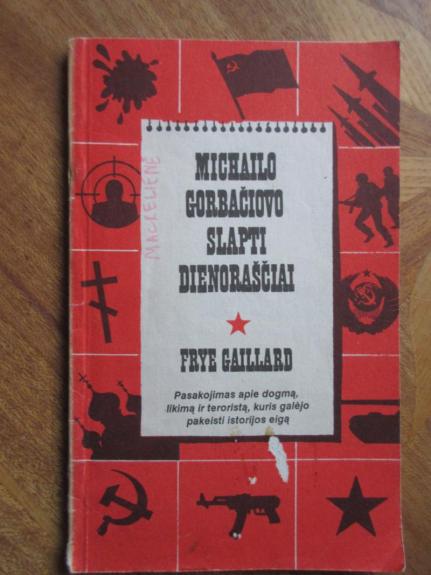 MICHAILO
GORBAČIOVO
SLAPTI
DIENORAŠČIAI
FRYE GAILLARD
Pasakojimas apie dogmą,
likimą ir teroristą, kuris galėjo
pakeisti istorijos eigą